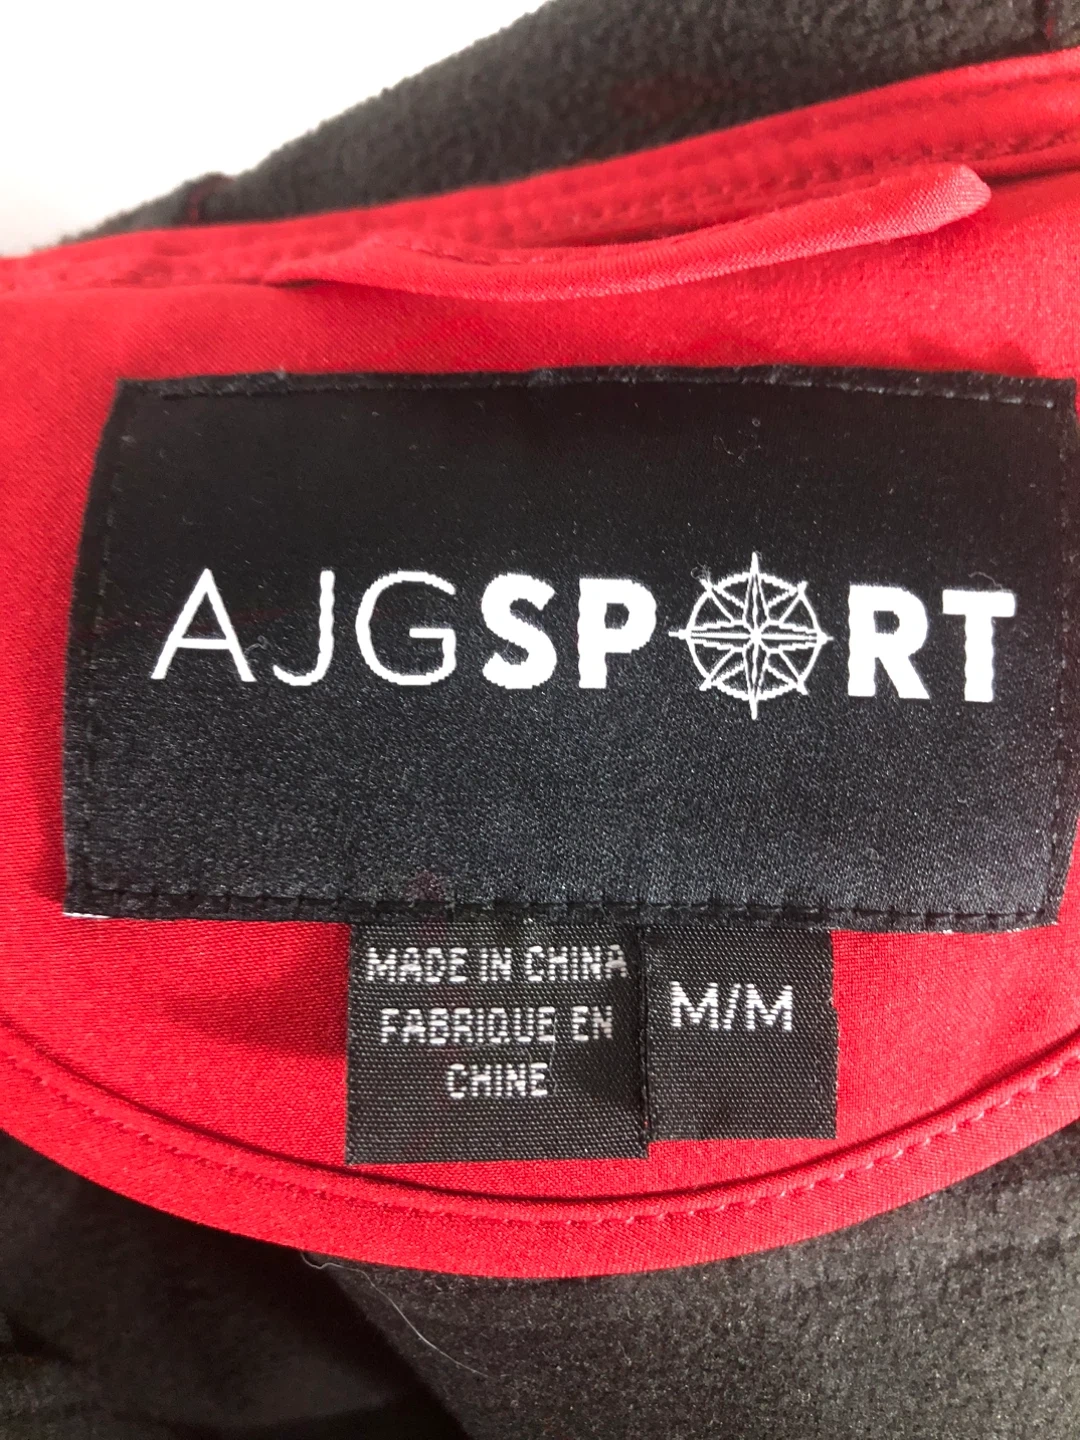 AJGSPORT
MADE IN CHINA
FABRIQUE EN
CHINE
M/M